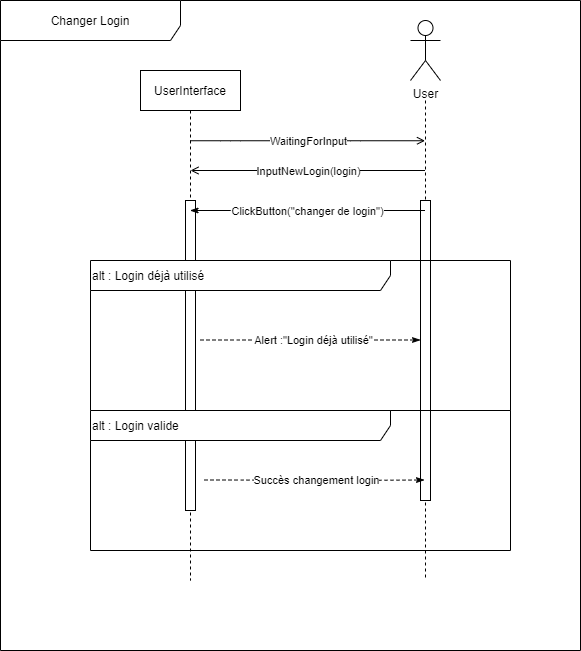 Changer Login
User
UserInterface
WaitingForInput
InputNewLogin(login)
ClickButton("changer de login")
alt : Login déjà utilisé
Alert :"Login déjà utilisé"
alt : Login valide
Succès changement login